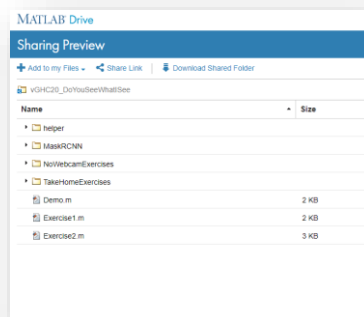 MATLAB Drive
Sharing Preview
Add to my Files Share Link Download Shared Folder
vGHC20_DoYouSeeWhatISee
Name Size
helper
MaskRCNN
NoWebcamExercises
TakeHomeExercises
Demo.m 2 KB
Exercise1.m 2 KB
Exercise2.m 3 KB